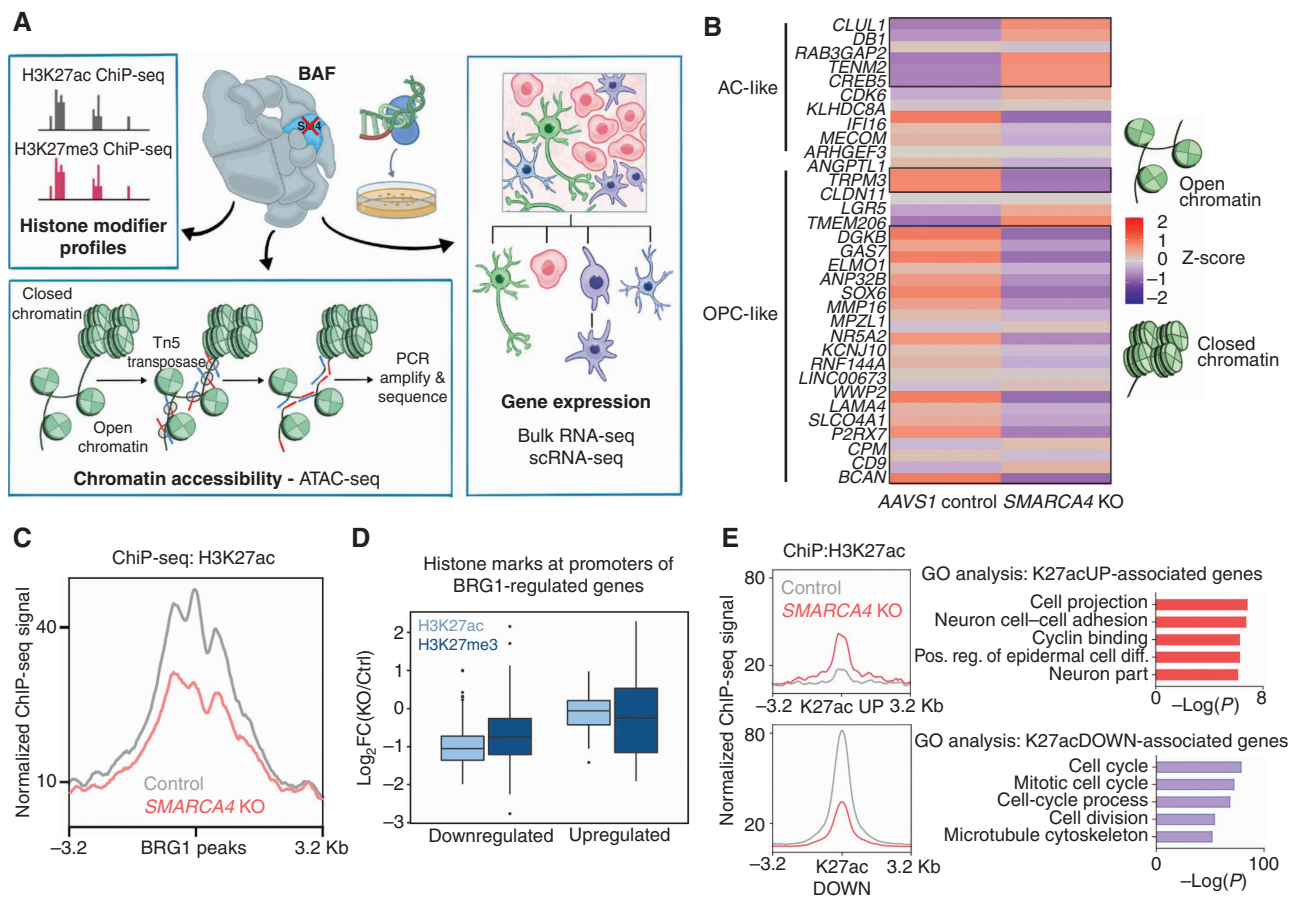 A
H3K27ac ChiP-seq
H3K27me3 ChiP-seq
Histone modifier
profiles
BAF
Closed
chromatin
Tn5
transposase
Open
chromatin
PCR
amplify &
sequence
Chromatin accessibility - ATAC-seq
Gene expression
Bulk RNA-seq
scRNA-seq
B
AC-like
OPC-like
CLUL1
DB1
RAB3GAP2
TENM2
CREB5
CDK6
KLHDC8A
IFI16
MECOM
ARHGEF3
ANGPTL1
TRPM3
CLDN11
LGR5
TMEM206
DGKB
GAS7
ELMO1
ANP32B
SOX6
MMP16
MPZL1
NR5A2
KCNJ10
RNF144A
LINC00673
WWP2
LAMA4
SLCO4A1
P2RX7
CPM
CD9
BCAN
AAVS1 control SMARCA4 KO
Open
chromatin
2
1
0
−1
−2
Z-score
Closed
chromatin
C
ChiP-seq: H3K27ac
Normalized ChiP-seq signal
40
10
Control
SMARCA4 KO
−3.2
BRG1 peaks
3.2 Kb
D
Histone marks at promoters of
BRG1-regulated genes
H3K27ac
H3K27me3
Log2FC(KO/Ctrl)
2
1
0
−1
−2
−3
Downregulated
Upregulated
E
ChiP:H3K27ac
Normalized ChiP-seq signal
80
20
Control
SMARCA4 KO
−3.2
K27ac UP
3.2 Kb
GO analysis: K27acUP-associated genes
Cell projection
Neuron cell–cell adhesion
Cyclin binding
Pos. reg. of epidermal cell diff.
Neuron part
0
8
−Log(P)
80
20
−3.2
K27ac
DOWN
3.2 Kb
GO analysis: K27acDOWN-associated genes
Cell cycle
Mitotic cell cycle
Cell-cycle process
Cell division
Microtubule cytoskeleton
0
100
−Log(P)